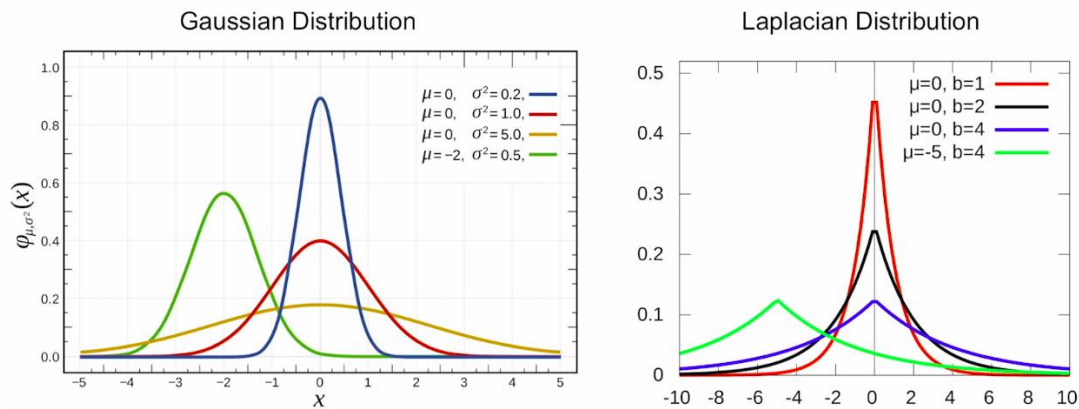 Gaussian Distribution
1.0
0.8
0.6
0.4
0.2
0.0
φμ,σ²(x)
μ=0, σ²=0.2,
μ=0, σ²=1.0,
μ=0, σ²=5.0,
μ=−2, σ²=0.5,
−5 −4 −3 −2 −1 0 1 2 3 4 5
x
Laplacian Distribution
0.5
0.4
0.3
0.2
0.1
0
μ=0, b=1
μ=0, b=2
μ=0, b=4
μ=-5, b=4
-10 -8 -6 -4 -2 0 2 4 6 8 10